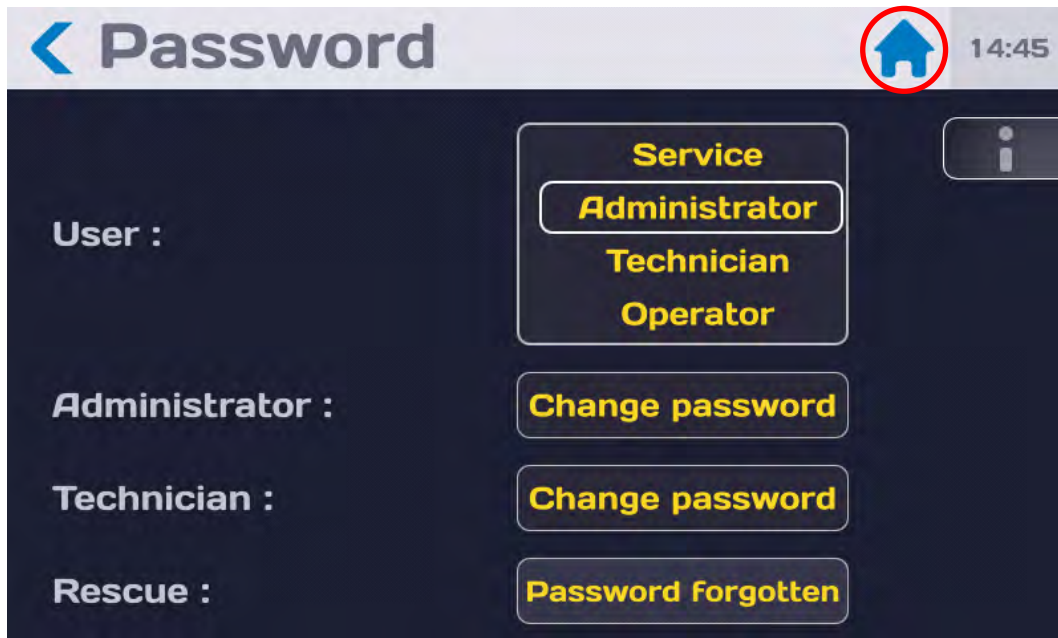 Password
14:45
User :
Service
Administrator
Technician
Operator
Administrator :
Change password
Technician :
Change password
Rescue :
Password forgotten